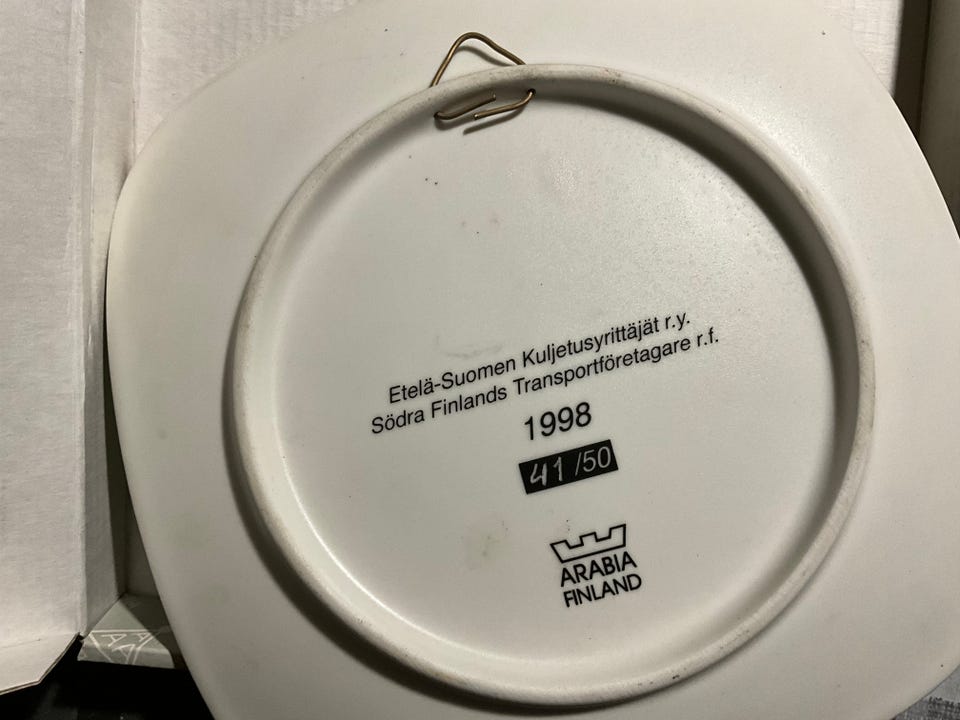 Etelä-Suomen Kuljetusyrittäjät r.y.
Södra Finlands Transportföretagare r.f.
1998
41 /50
ARABIA
FINLAND